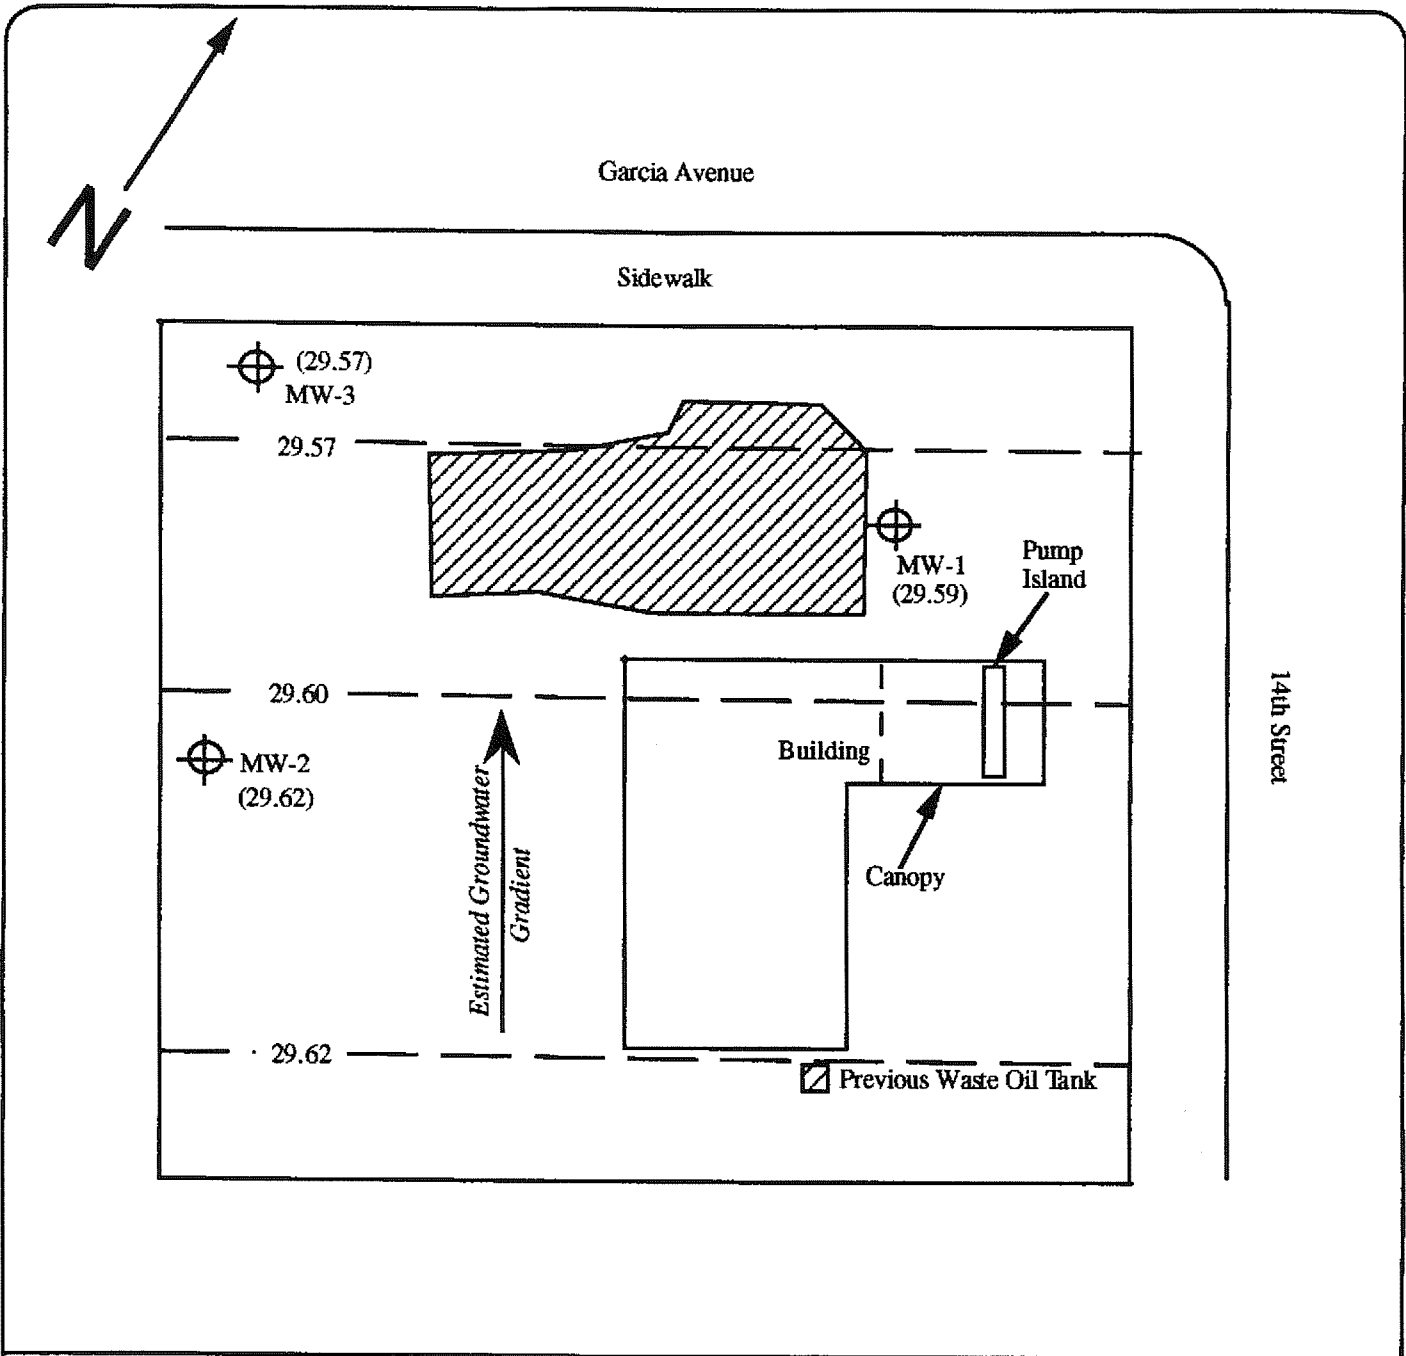 N
Garcia Avenue
Sidewalk
(29.57)
MW-3
29.57
MW-1
(29.59)
Pump
Island
29.60
14th Street
Building
MW-2
(29.62)
Estimated Groundwater
Gradient
Canopy
29.62
Previous Waste Oil Tank